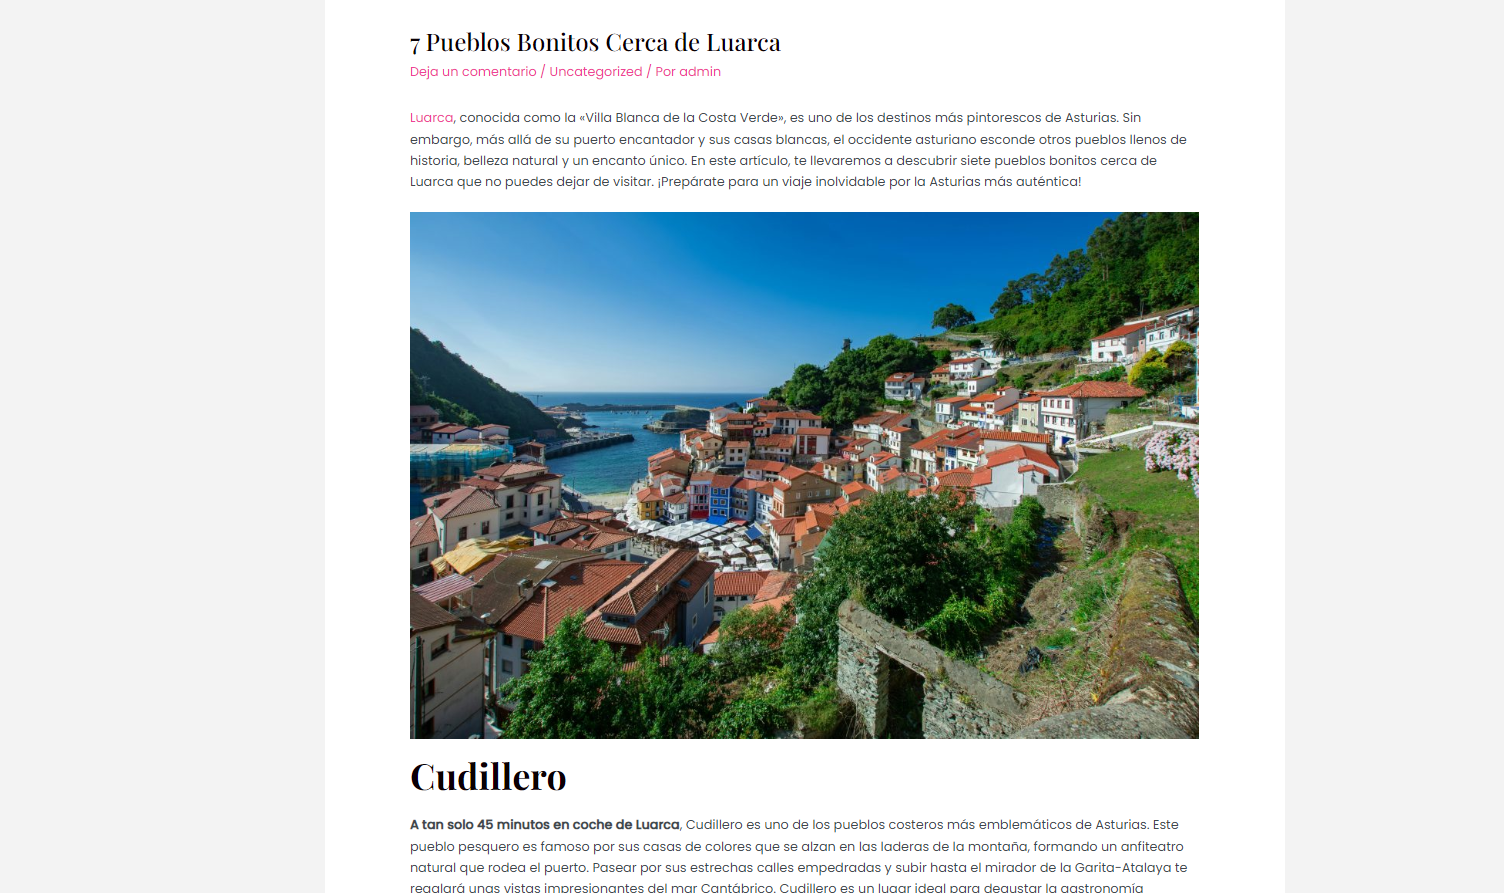 7 Pueblos Bonitos Cerca de Luarca
Deja un comentario / Uncategorized / Por admin
Luarca, conocida como la «Villa Blanca de la Costa Verde», es uno de los destinos más pintorescos de Asturias. Sin
embargo, más allá de su puerto encantador y sus casas blancas, el occidente asturiano esconde otros pueblos llenos de
historia, belleza natural y un encanto único. En este artículo, te llevaremos a descubrir siete pueblos bonitos cerca de
Luarca que no puedes dejar de visitar. ¡Prepárate para un viaje inolvidable por la Asturias más auténtica!
Cudillero
A tan solo 45 minutos en coche de Luarca, Cudillero es uno de los pueblos costeros más emblemáticos de Asturias. Este
pueblo pesquero es famoso por sus casas de colores que se alzan en las laderas de la montaña, formando un anfiteatro
natural que rodea el puerto. Pasear por sus estrechas calles empedradas y subir hasta el mirador de la Garita-Atalaya te
regalará unas vistas impresionantes del mar Cantábrico. Cudillero es un lugar ideal para degustar la gastronomía